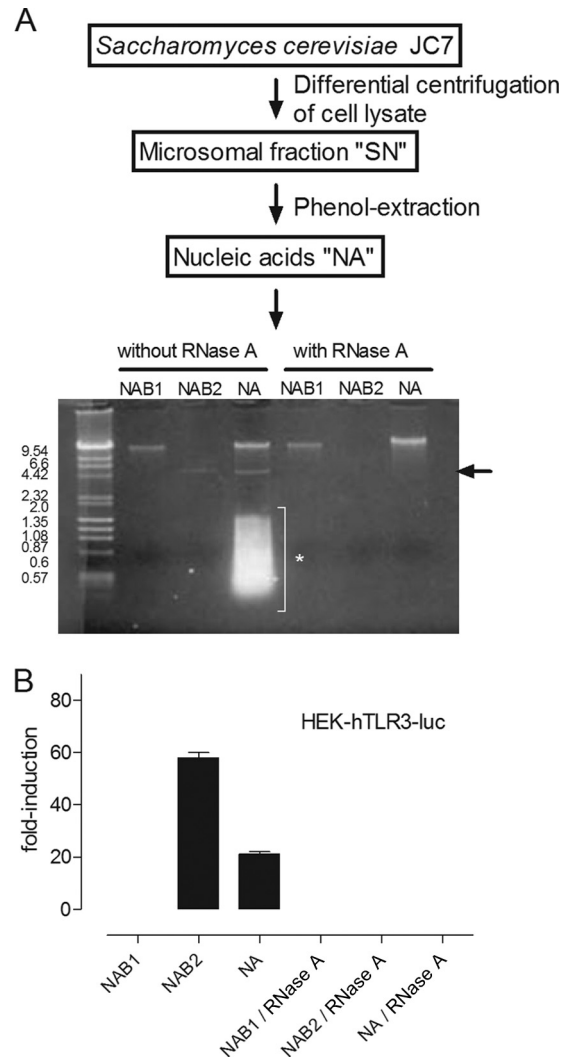 A
Saccharomyces cerevisiae JC7
Differential centrifugation
of cell lysate
Microsomal fraction "SN"
Phenol-extraction
Nucleic acids "NA"
without RNase A
with RNase A
NAB1 NAB2 NA NAB1 NAB2 NA
9.54
6.6
4.42
2.32
2.0
1.35
1.08
0.87
0.6
0.57
*
B
HEK-hTLR3-luc
fold-induction
80
60
40
20
0
NAB1
NAB2
NA
NAB1 / RNase A
NAB2 / RNase A
NA / RNase A